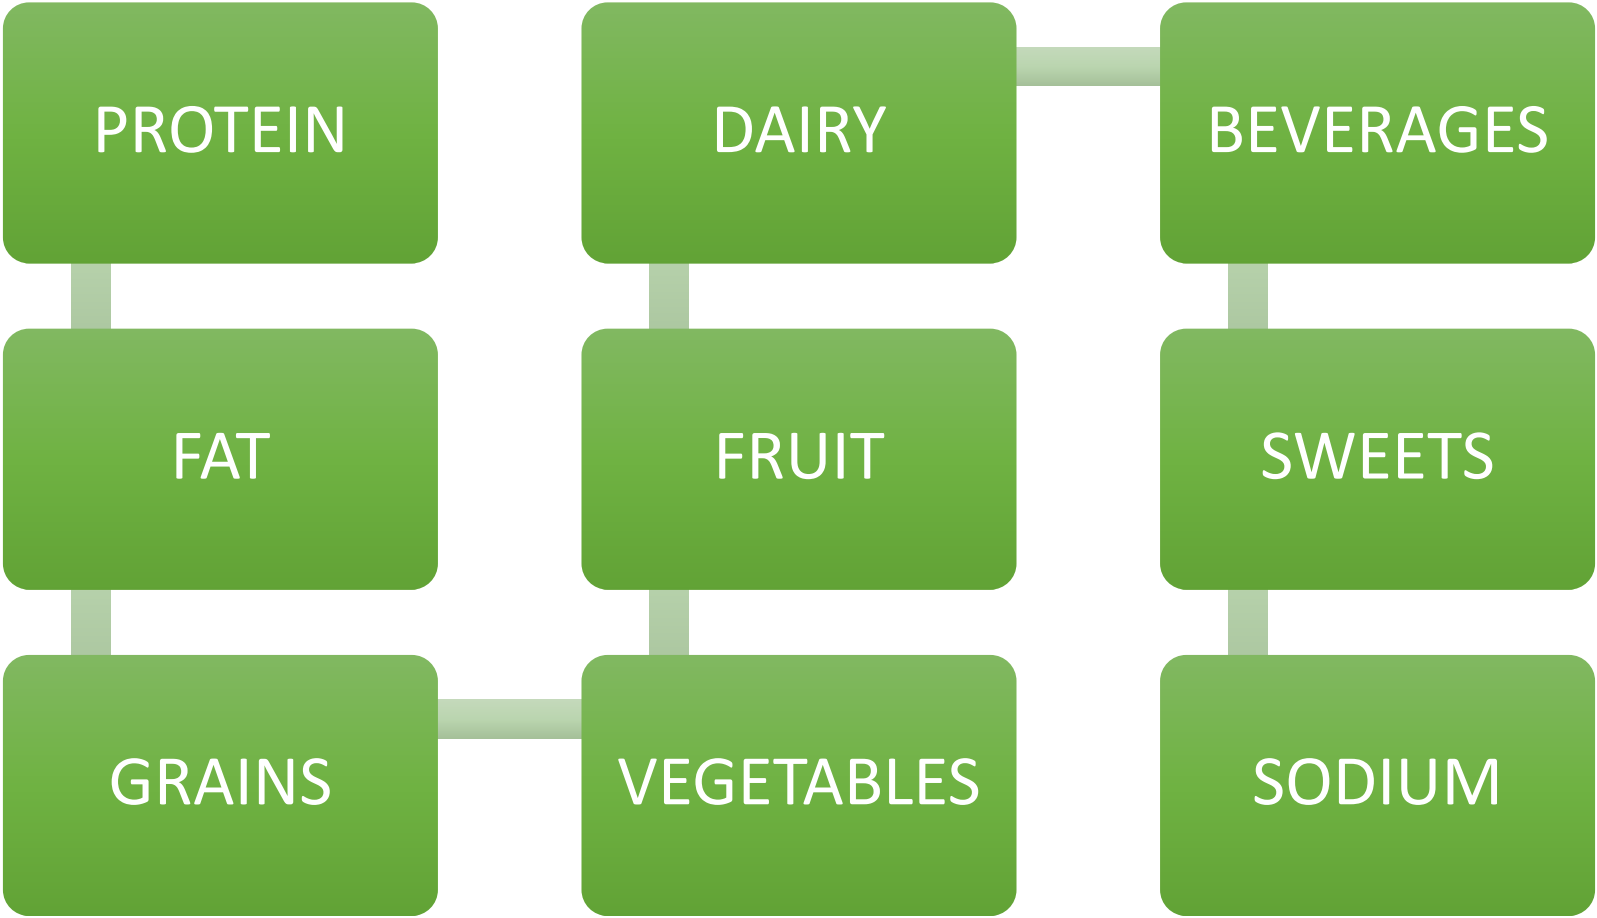 PROTEIN
FAT
GRAINS
VEGETABLES
FRUIT
DAIRY
BEVERAGES
SWEETS
SODIUM